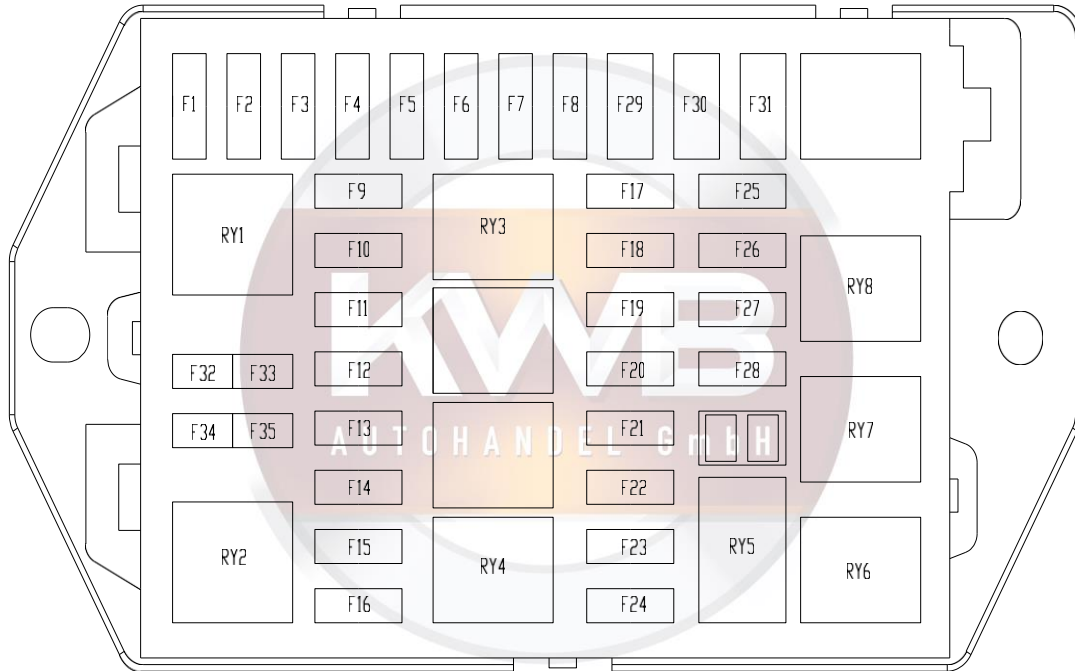 F1 F2 F3 F4 F5 F6 F7 F8 F29 F30 F31
F9 F17 F25
RY1 RY3
F10 F18 F26
RY8
F11 F19 F27
KWB
F32 F33 F12 F20 F28
F34 F35 F13 F21 RY7
AUTOHANDEL GmbH
F14 F22
RY2 F15 RY4 F23 RY5 RY6
F16 F24